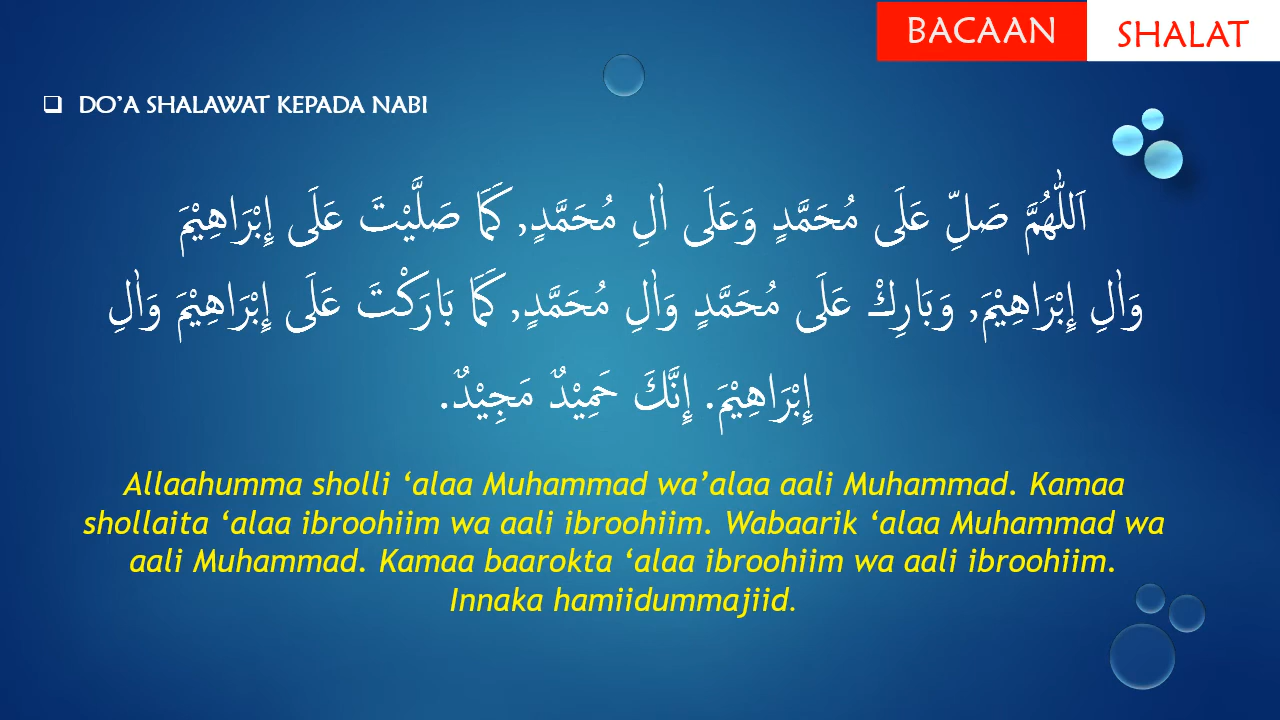 BACAAN SHALAT
❑ DO’A SHALAWAT KEPADA NABI
اَللّٰهُمَّ صَلِّ عَلَى مُحَمَّدٍ وَعَلَى اٰلِ مُحَمَّدٍ, كَمَا صَلَّيْتَ عَلَى إِبْرَاهِيْمَ
وَاٰلِ إِبْرَاهِيْمَ, وَبَارِكْ عَلَى مُحَمَّدٍ وَاٰلِ مُحَمَّدٍ, كَمَا بَارَكْتَ عَلَى إِبْرَاهِيْمَ وَاٰلِ
إِبْرَاهِيْمَ. إِنَّكَ حَمِيْدٌ مَجِيْدٌ.
Allaahumma sholli ‘alaa Muhammad wa’alaa aali Muhammad. Kamaa
shollaita ‘alaa ibroohiim wa aali ibroohiim. Wabaarik ‘alaa Muhammad wa
aali Muhammad. Kamaa baarokta ‘alaa ibroohiim wa aali ibroohiim.
Innaka hamiidummajiid.